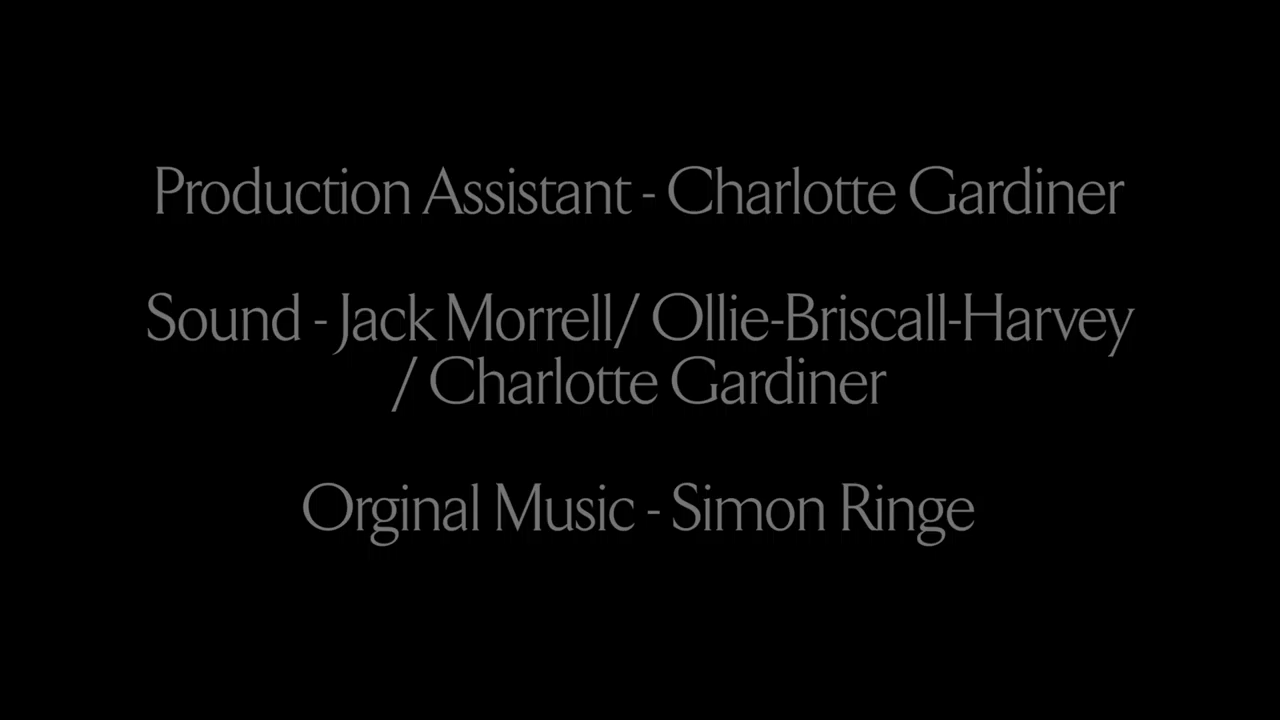 Production Assistant - Charlotte Gardiner
Sound - Jack Morrell/ Ollie-Briscall-Harvey
/ Charlotte Gardiner
Orginal Music - Simon Ringe